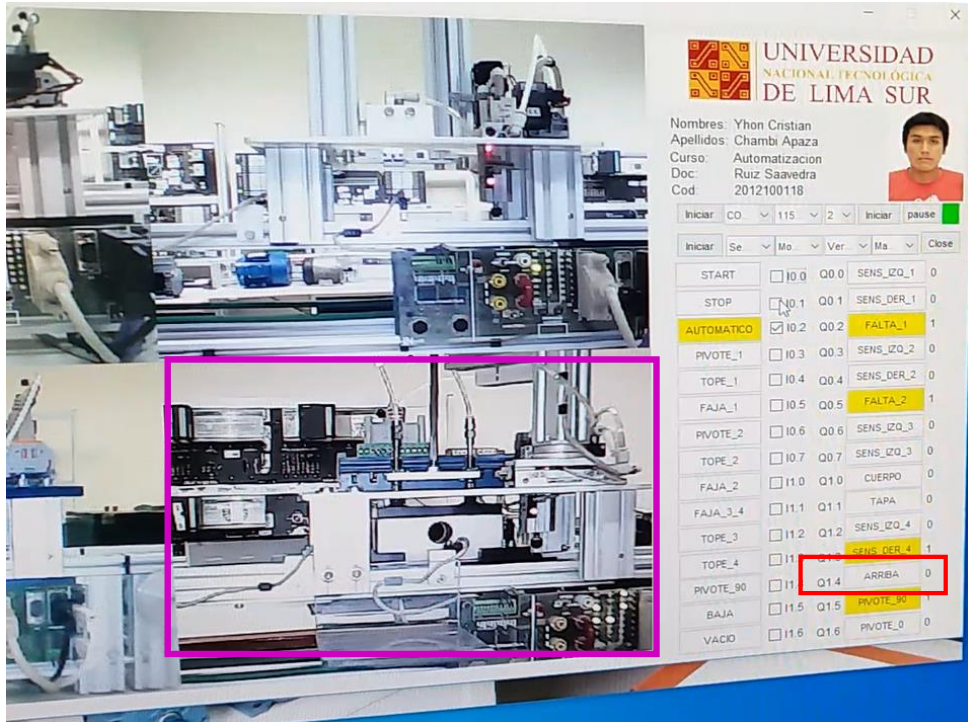 UNIVERSIDAD
NACIONAL TECNOLÓGICA
DE LIMA SUR
Nombres: Yhon Cristian
Apellidos: Chambi Apaza
Curso: Automatizacion
Doc: Ruiz Saavedra
Cod: 2012100118
Iniciar CO... 115... 2 Iniciar pause
Iniciar Se... Mo... Ver... Ma... Close
START I0.0 Q0.0 SENS_IZQ_1 0
STOP I0.1 Q0.1 SENS_DER_1 0
AUTOMATICO I0.2 Q0.2 FALTA_1 1
PIVOTE_1 I0.3 Q0.3 SENS_IZQ_2 0
TOPE_1 I0.4 Q0.4 SENS_DER_2 0
FAJA_1 I0.5 Q0.5 FALTA_2 1
PIVOTE_2 I0.6 Q0.6 SENS_IZQ_3 0
TOPE_2 I0.7 Q0.7 SENS_IZQ_3 0
FAJA_2 I1.0 Q1.0 CUERPO 0
FAJA_3_4 I1.1 Q1.1 TAPA 0
TOPE_3 I1.2 Q1.2 SENS_IZQ_4 0
TOPE_4 SENS_DER_4 1
PIVOTE_90 Q1.4 ARRIBA 0
BAJA I1.5 Q1.5 PIVOTE_90 1
VACIO I1.6 Q1.6 PIVOTE_0 0